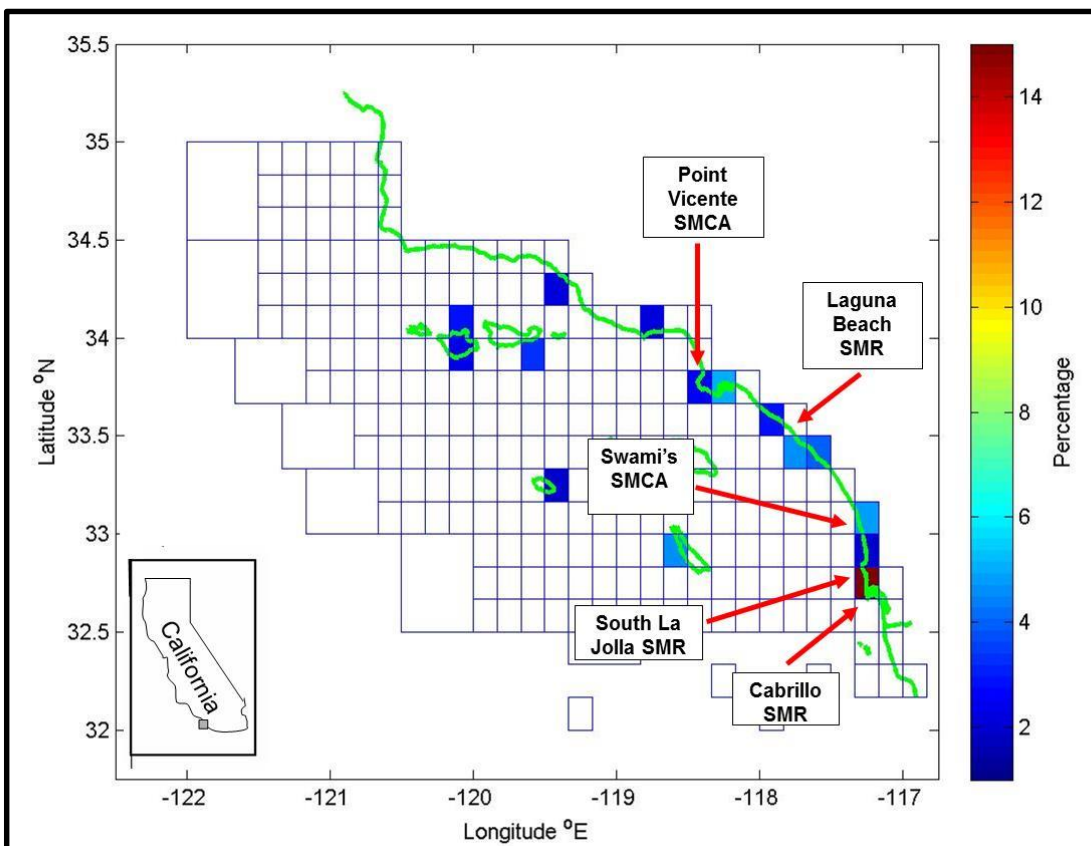 35.5
35
34.5
34
33.5
33
32.5
32
Latitude °N
-122
-121
-120
-119
-118
-117
Longitude °E
Point
Vicente
SMCA
Laguna
Beach
SMR
Swami's
SMCA
South La
Jolla SMR
Cabrillo
SMR
California
14
12
10
8
6
4
2
Percentage